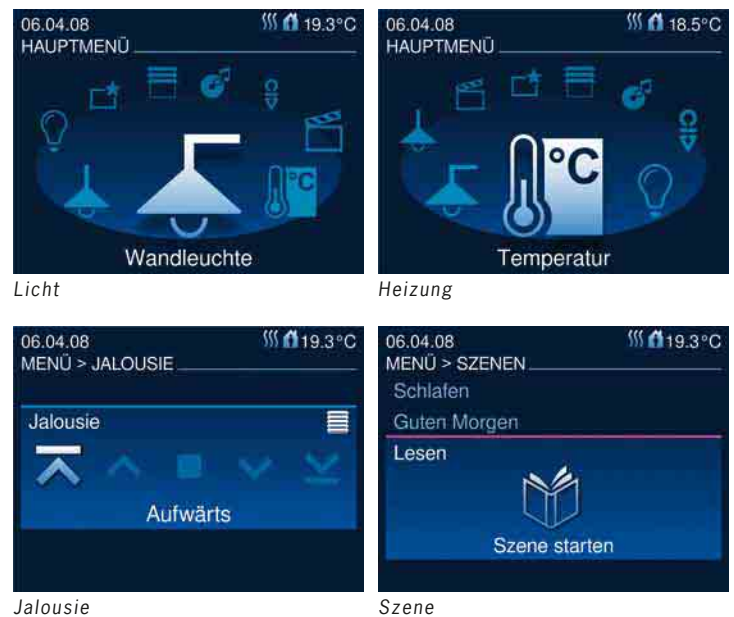 06.04.08 19.3°C
HAUPTMENÜ
°C
Wandleuchte
Licht
06.04.08 18.5°C
HAUPTMENÜ
°C
Temperatur
Heizung
06.04.08 19.3°C
MENÜ > JALOUSIE
Jalousie
Aufwärts
Jalousie
06.04.08 19.3°C
MENÜ > SZENEN
Schlafen
Guten Morgen
Lesen
Szene starten
Szene